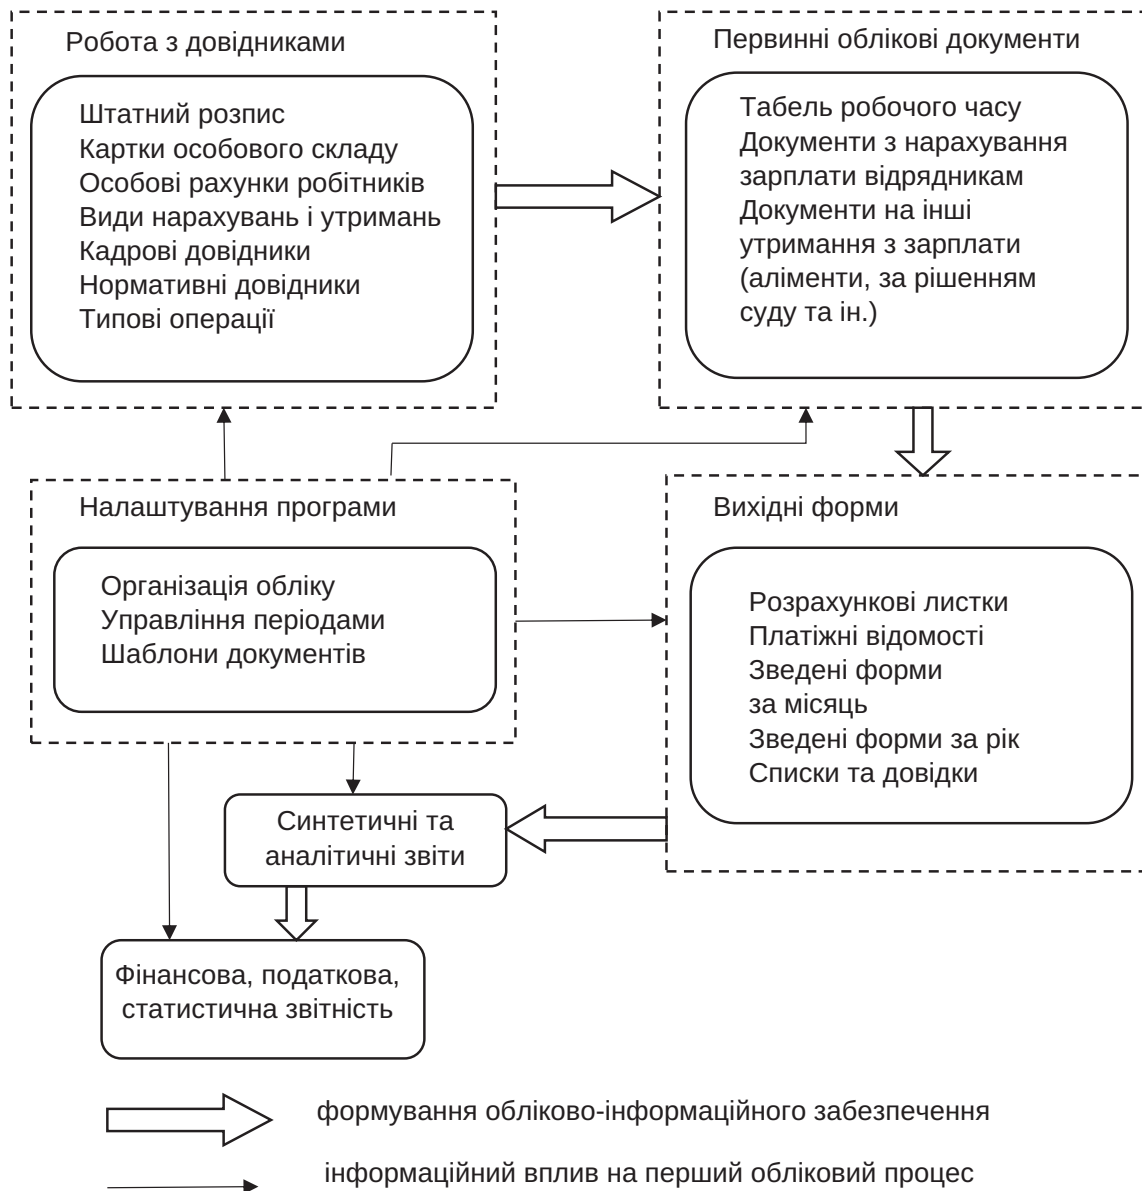 Робота з довідниками
Штатний розпис
Картки особового складу
Особові рахунки робітників
Види нарахувань і утримань
Кадрові довідники
Нормативні довідники
Типові операції
Первинні облікові документи
Табель робочого часу
Документи з нарахування
зарплати відрядникам
Документи на інші
утримання з зарплати
(аліменти, за рішенням
суду та ін.)
Налаштування програми
Організація обліку
Управління періодами
Шаблони документів
Вихідні форми
Розрахункові листки
Платіжні відомості
Зведені форми
за місяць
Зведені форми за рік
Списки та довідки
Синтетичні та
аналітичні звіти
Фінансова, податкова,
статистична звітність
формування обліково-інформаційного забезпечення
інформаційний вплив на перший обліковий процес